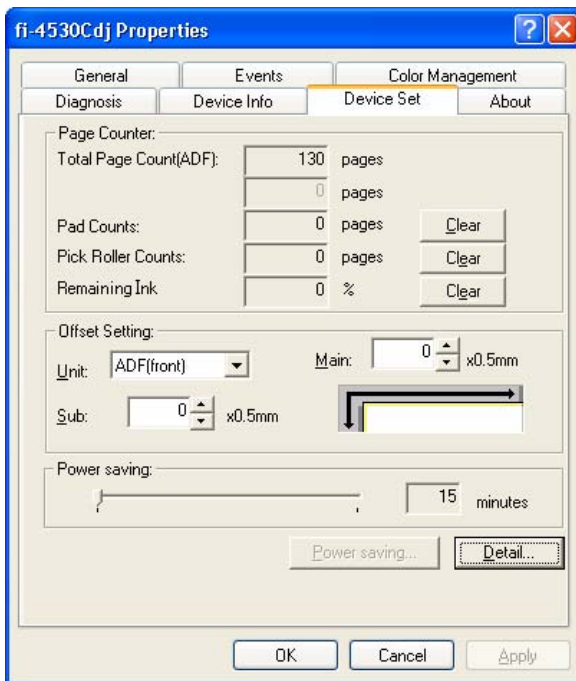 fi-4530Cdj Properties
General Events Color Management
Diagnosis Device Info Device Set About
Page Counter:
Total Page Count(ADF): 130 pages
0 pages
Pad Counts: 0 pages Clear
Pick Roller Counts: 0 pages Clear
Remaining Ink 0 % Clear
Offset Setting:
Unit: ADF(front) Main: 0 x0.5mm
Sub: 0 x0.5mm
Power saving:
15 minutes
Power saving... Detail...
OK Cancel Apply